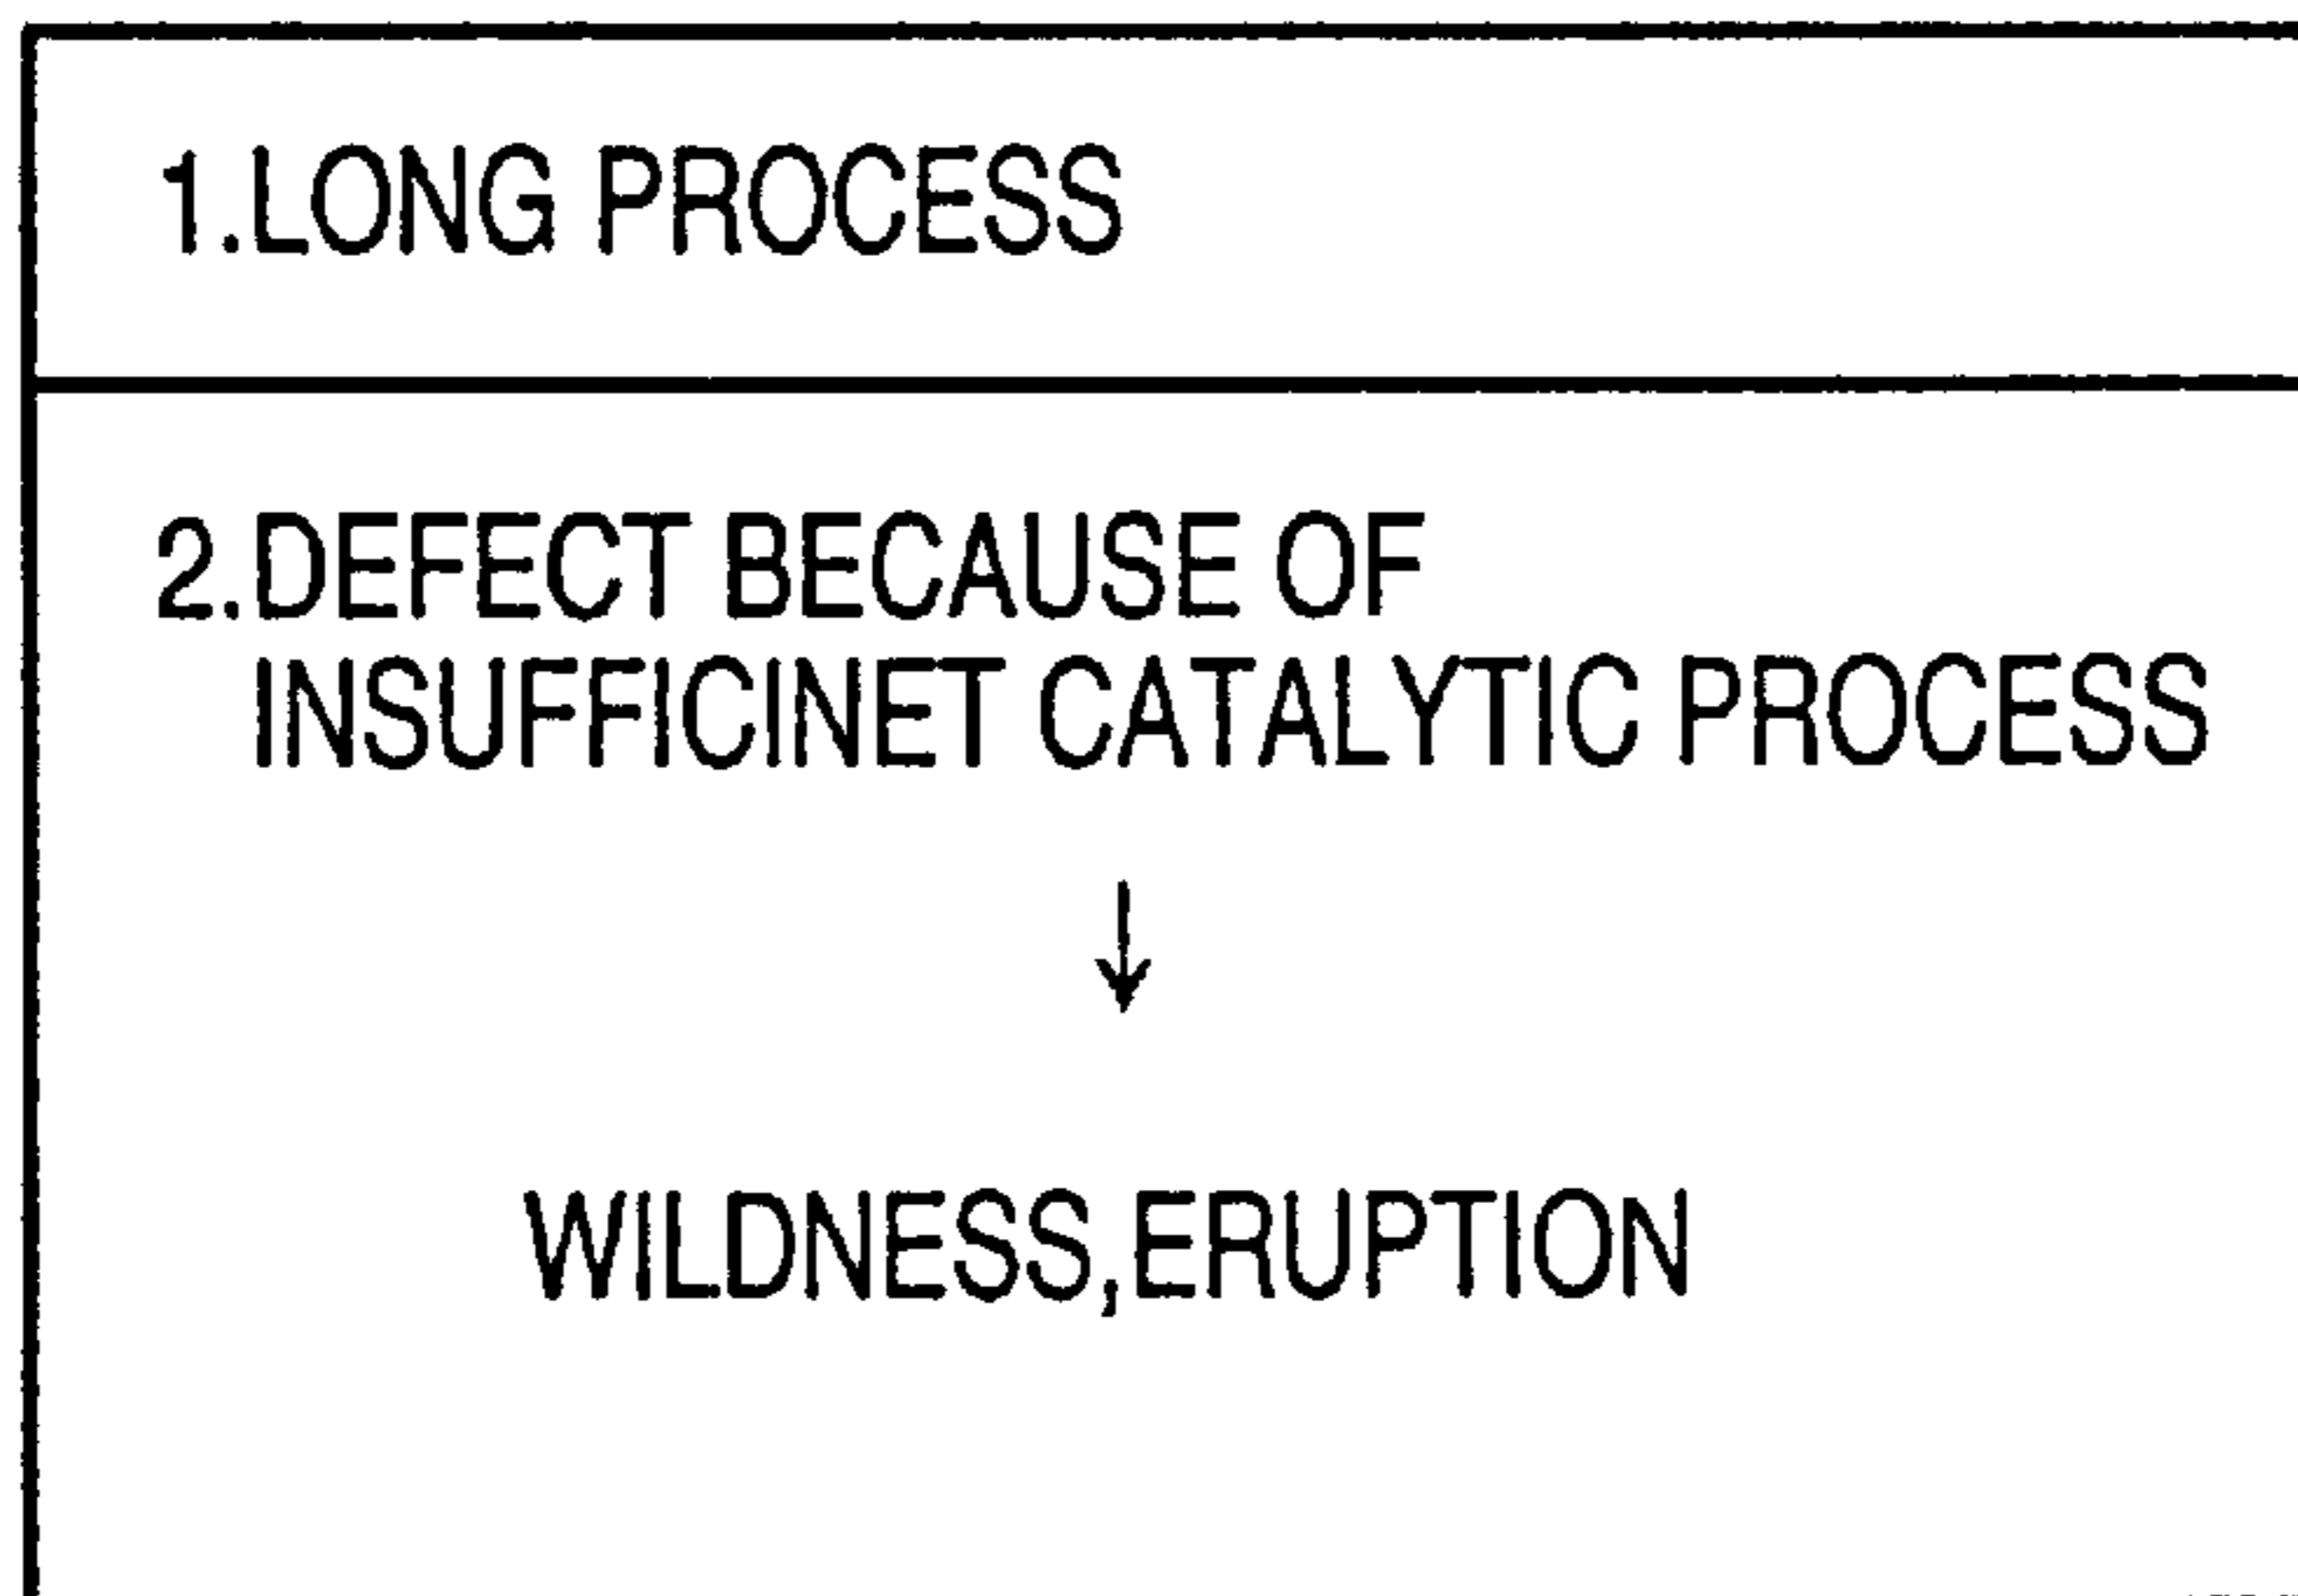 1.LONG PROCESS
2.DEFECT BECAUSE OF
INSUFFICINET CATALYTIC PROCESS
↓
WILDNESS,ERUPTION